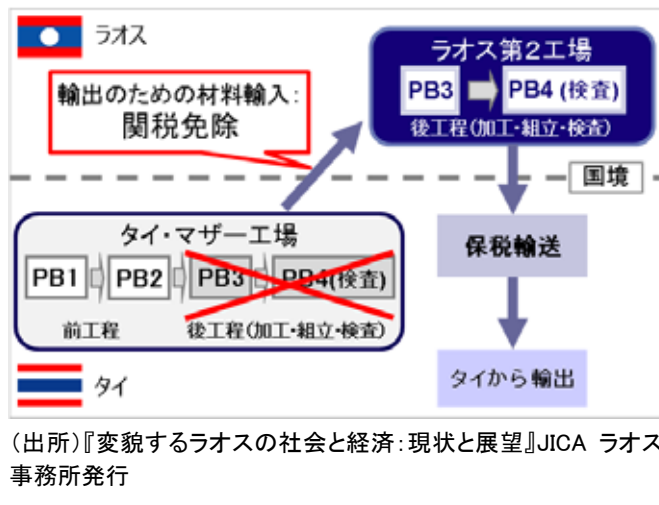 ラオス
ラオス第2工場
PB3 PB4 (検査)
後工程(加工・組立・検査)
輸出のための材料輸入:
関税免除
国境
タイ・マザー工場
PB1 PB2 PB3 PB4(検査)
前工程 後工程(加工・組立・検査)
保税輸送
タイから輸出
タイ
(出所)『変貌するラオスの社会と経済:現状と展望』JICA ラオス
事務所発行